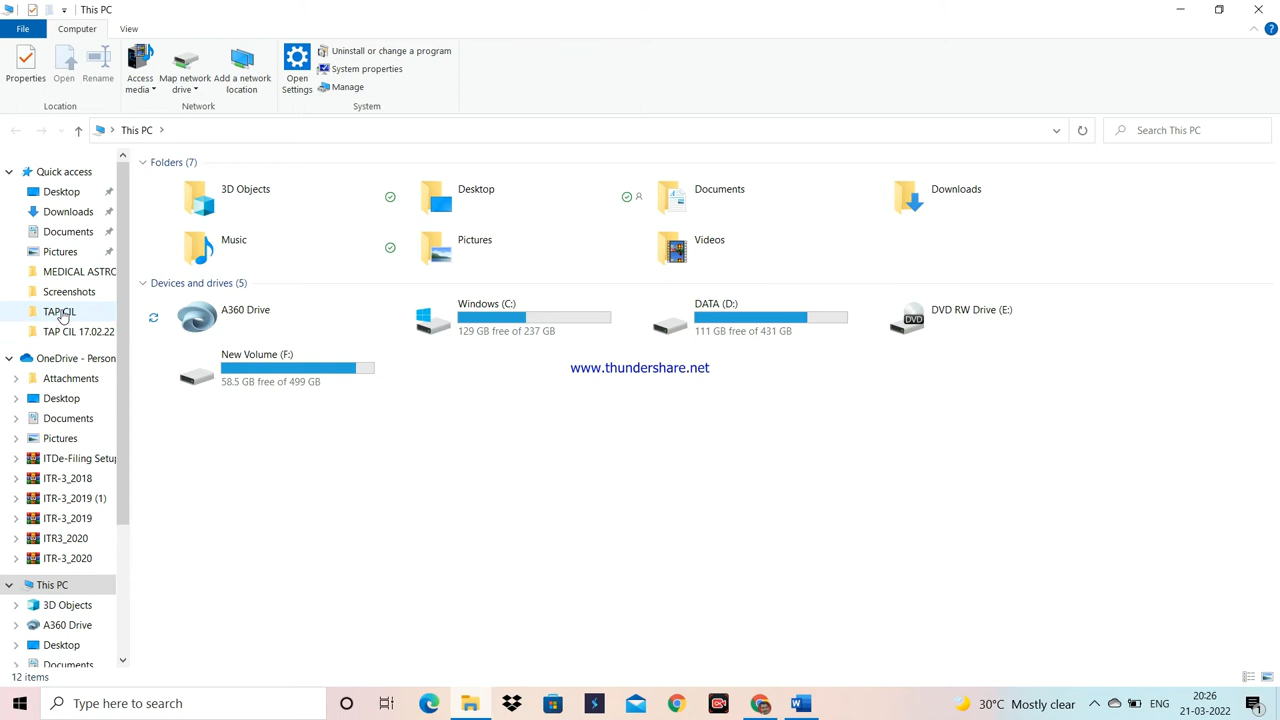 This PC
File
Computer
View
Properties
Open
Rename
Access media
Map network drive
Add a network location
Open Settings
Uninstall or change a program
System properties
Manage
Location
Network
System
This PC
Search This PC
Quick access
Desktop
Downloads
Documents
Pictures
MEDICAL ASTRO
Screenshots
TAP CIL
TAP CIL 17.02.22
OneDrive - Person
Attachments
Desktop
Documents
Pictures
ITDe-Filing Setup
ITR-3_2018
ITR-3_2019 (1)
ITR-3_2019
ITR3_2020
ITR-3_2020
This PC
3D Objects
A360 Drive
Desktop
Documents
Folders (7)
3D Objects
Desktop
Documents
Downloads
Music
Pictures
Videos
Devices and drives (5)
A360 Drive
Windows (C:)
129 GB free of 237 GB
DATA (D:)
111 GB free of 431 GB
DVD RW Drive (E:)
DVD
New Volume (F:)
58.5 GB free of 499 GB
www.thundershare.net
12 items
Type here to search
30°C Mostly clear
ENG
20:26
21-03-2022